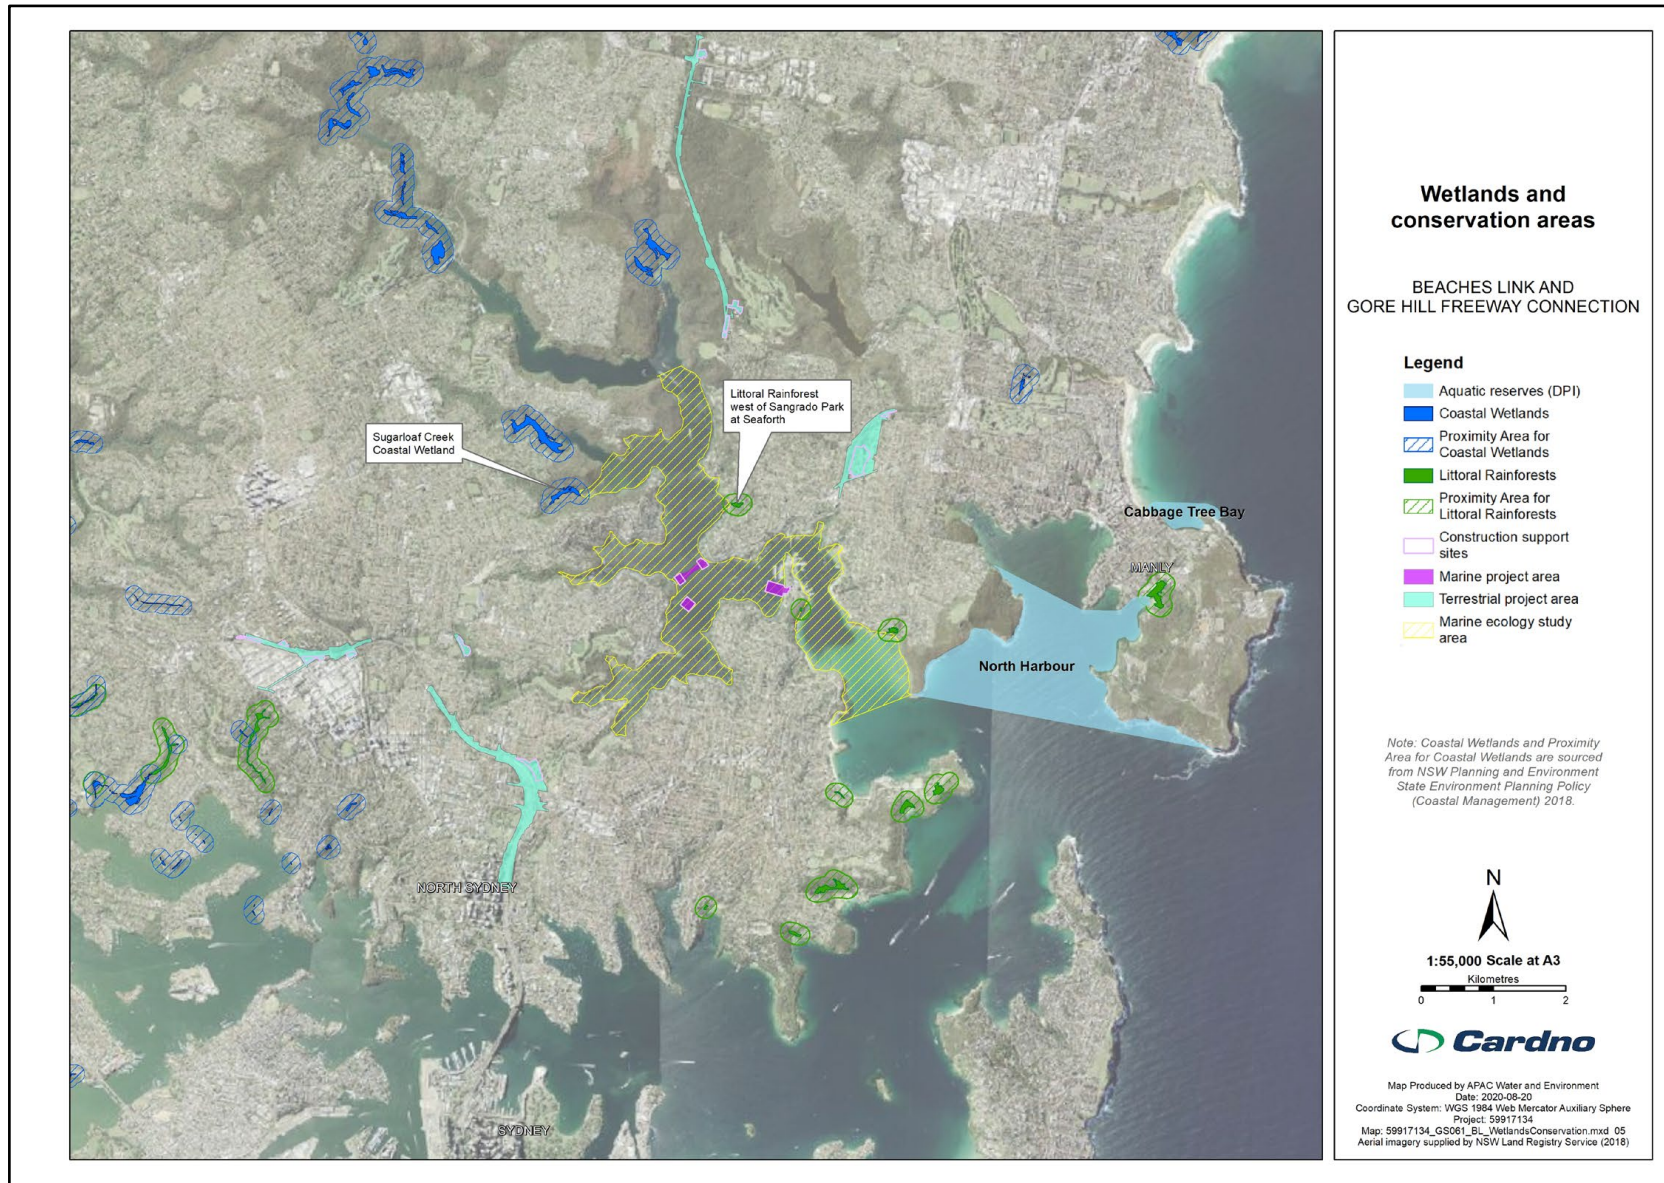 Wetlands and
conservation areas
BEACHES LINK AND
GORE HILL FREEWAY CONNECTION
Legend
Aquatic reserves (DPI)
Coastal Wetlands
Proximity Area for
Coastal Wetlands
Littoral Rainforests
Proximity Area for
Littoral Rainforests
Construction support
sites
Marine project area
Terrestrial project area
Marine ecology study
area
Note: Coastal Wetlands and Proximity
Area for Coastal Wetlands are sourced
from NSW Planning and Environment
State Environment Planning Policy
(Coastal Management) 2018.
N
1:55,000 Scale at A3
Kilometres
0 1 2
Cardno
Map Produced by APAC Water and Environment
Date: 2020-08-20
Coordinate System: WGS 1984 Web Mercator Auxiliary Sphere
Project: 59917134
Map: 59917134_GS061_BL_WetlandsConservation.mxd 05
Aerial imagery supplied by NSW Land Registry Service (2018)
Littoral Rainforest
west of Sangrado Park
at Seaforth
Sugarloaf Creek
Coastal Wetland
Cabbage Tree Bay
MANLY
North Harbour
NORTH SYDNEY
SYDNEY